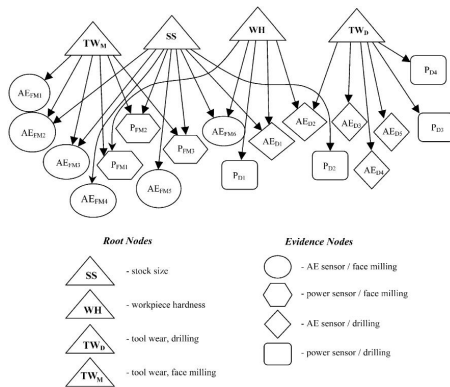 TWM SS WH TWD
PD4
AEFM1
AEFM2 PFM2 AEFM6 AED1 AED2 AED3 AED5 PD3
AEFM3 PFM1 PFM3 PD1 PD2 AED4
AEFM4 AEFM5
Root Nodes Evidence Nodes
SS - stock size
- AE sensor / face milling
WH - workpiece hardness
- power sensor / face milling
TWD - tool wear, drilling
- AE sensor / drilling
TWM - tool wear, face milling
- power sensor / drilling